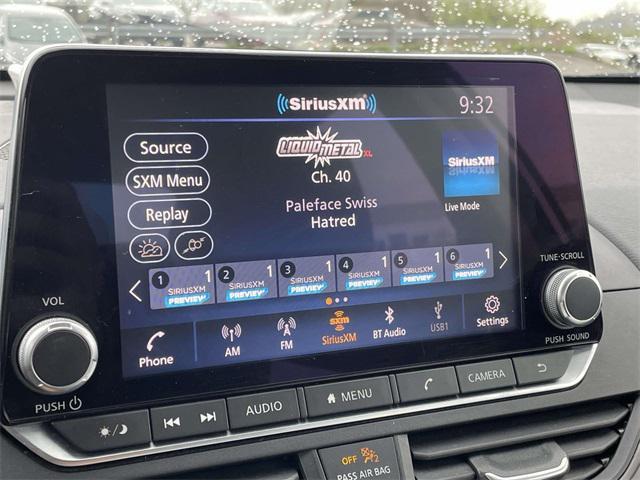 SiriusXM 9:32
Source
SXM Menu
Replay
LIQUID METAL XL
Ch. 40
Paleface Swiss
Hatred
SiriusXM
Live Mode
1 1 SIRIUSXM PREVIEW
2 1 SIRIUSXM PREVIEW
3 1 SIRIUSXM PREVIEW
4 1 SIRIUSXM PREVIEW
5 1 SIRIUSXM PREVIEW
6 1 SIRIUSXM PREVIEW
Phone
AM
FM
sxm
SiriusXM
BT Audio
USB1
Settings
VOL
PUSH
TUNE·SCROLL
PUSH SOUND
AUDIO
MENU
CAMERA
OFF 2
PASS AIR BAG